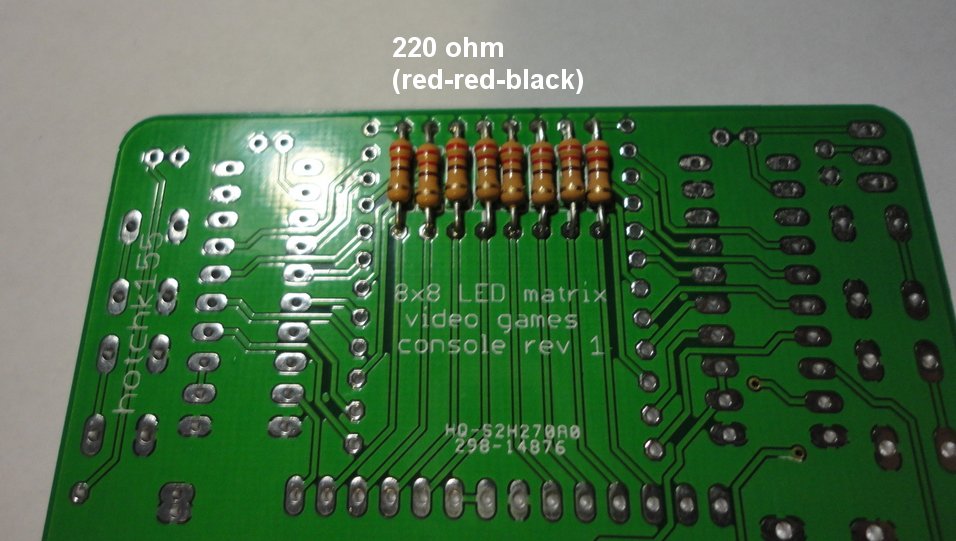 220 ohm
(red-red-black)
hotchk155
8x8 LED matrix
video games
console rev 1
HQ-S2H270A0
298-14876